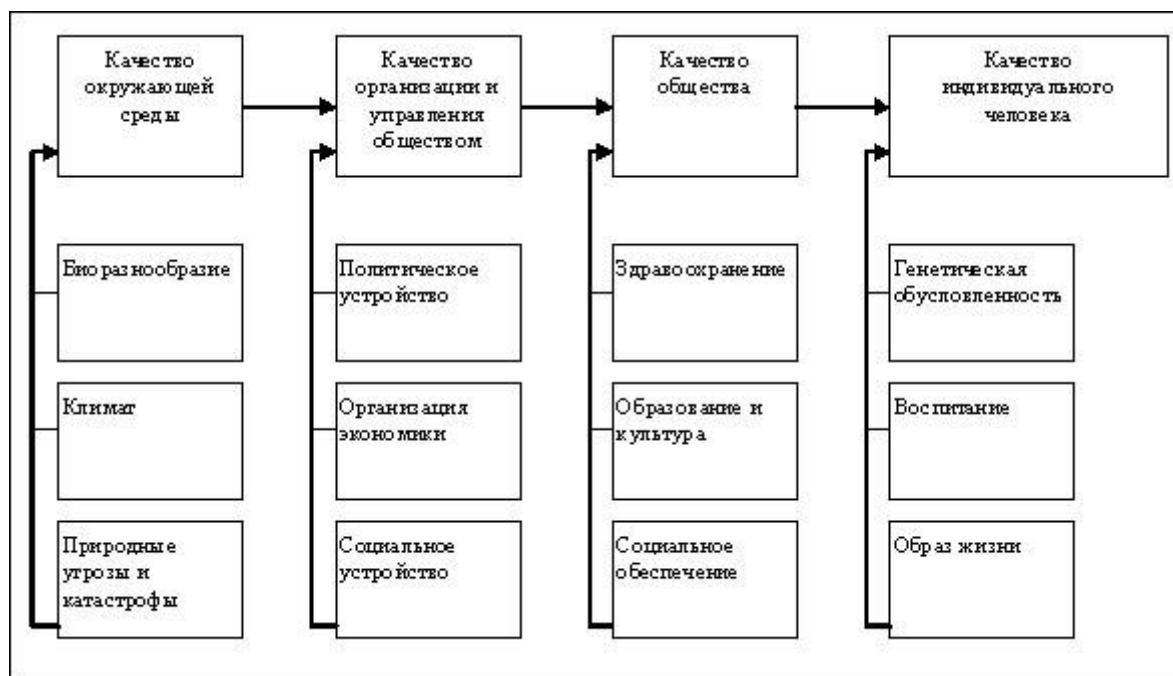 Качество
окружающей
среды
Качество
организации и
управления
обществом
Качество
общества
Качество
индивидуального
человека
Биоразнообразие
Климат
Природные
угрозы и
катастрофы
Политическое
устройство
Организация
экономики
Социальное
устройство
Здравоохранение
Образование и
культура
Социальное
обеспечение
Генетическая
обусловленность
Воспитание
Образ жизни